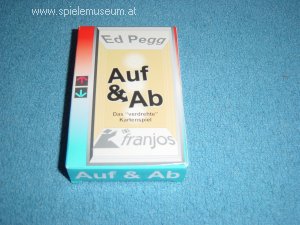 www.spielemuseum.at
Ed Pegg
Auf
& Ab
Das "verdrehte"
Kartenspiel
franjos
Auf & Ab